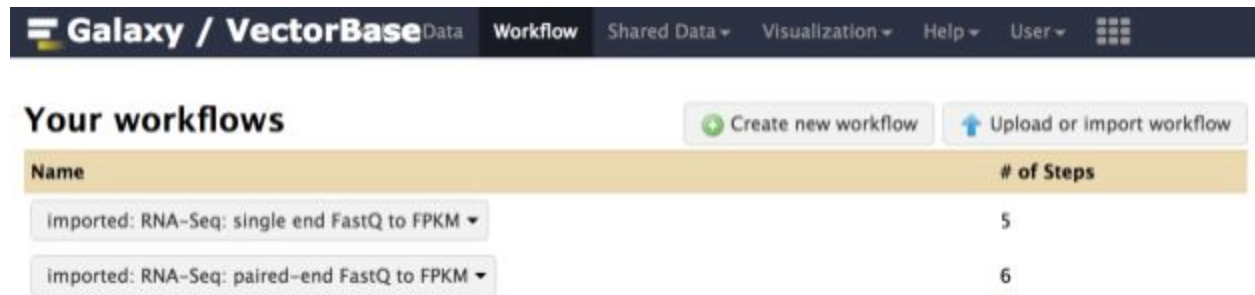 Galaxy / VectorBase Data Workflow Shared Data Visualization Help User
Your workflows Create new workflow Upload or import workflow
Name # of Steps
imported: RNA-Seq: single end FastQ to FPKM 5
imported: RNA-Seq: paired-end FastQ to FPKM 6